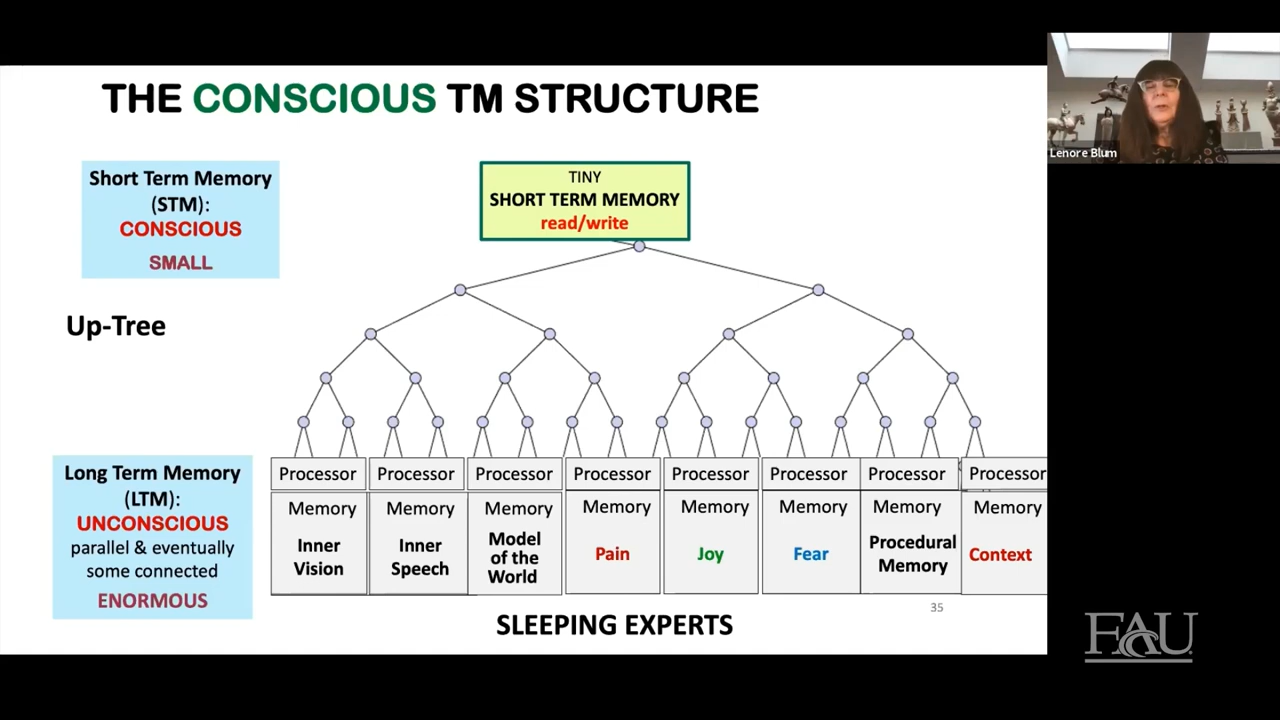 THE CONSCIOUS TM STRUCTURE
Lenore Blum
Short Term Memory
(STM):
CONSCIOUS
SMALL
TINY
SHORT TERM MEMORY
read/write
Up-Tree
Long Term Memory
(LTM):
UNCONSCIOUS
parallel & eventually
some connected
ENORMOUS
Processor Processor Processor Processor Processor Processor Processor Processor
Memory Memory Memory Memory Memory Memory Memory Memory
Inner
Vision
Inner
Speech
Model
of the
World
Pain
Joy
Fear
Procedural
Memory
Context
35
SLEEPING EXPERTS
FAU